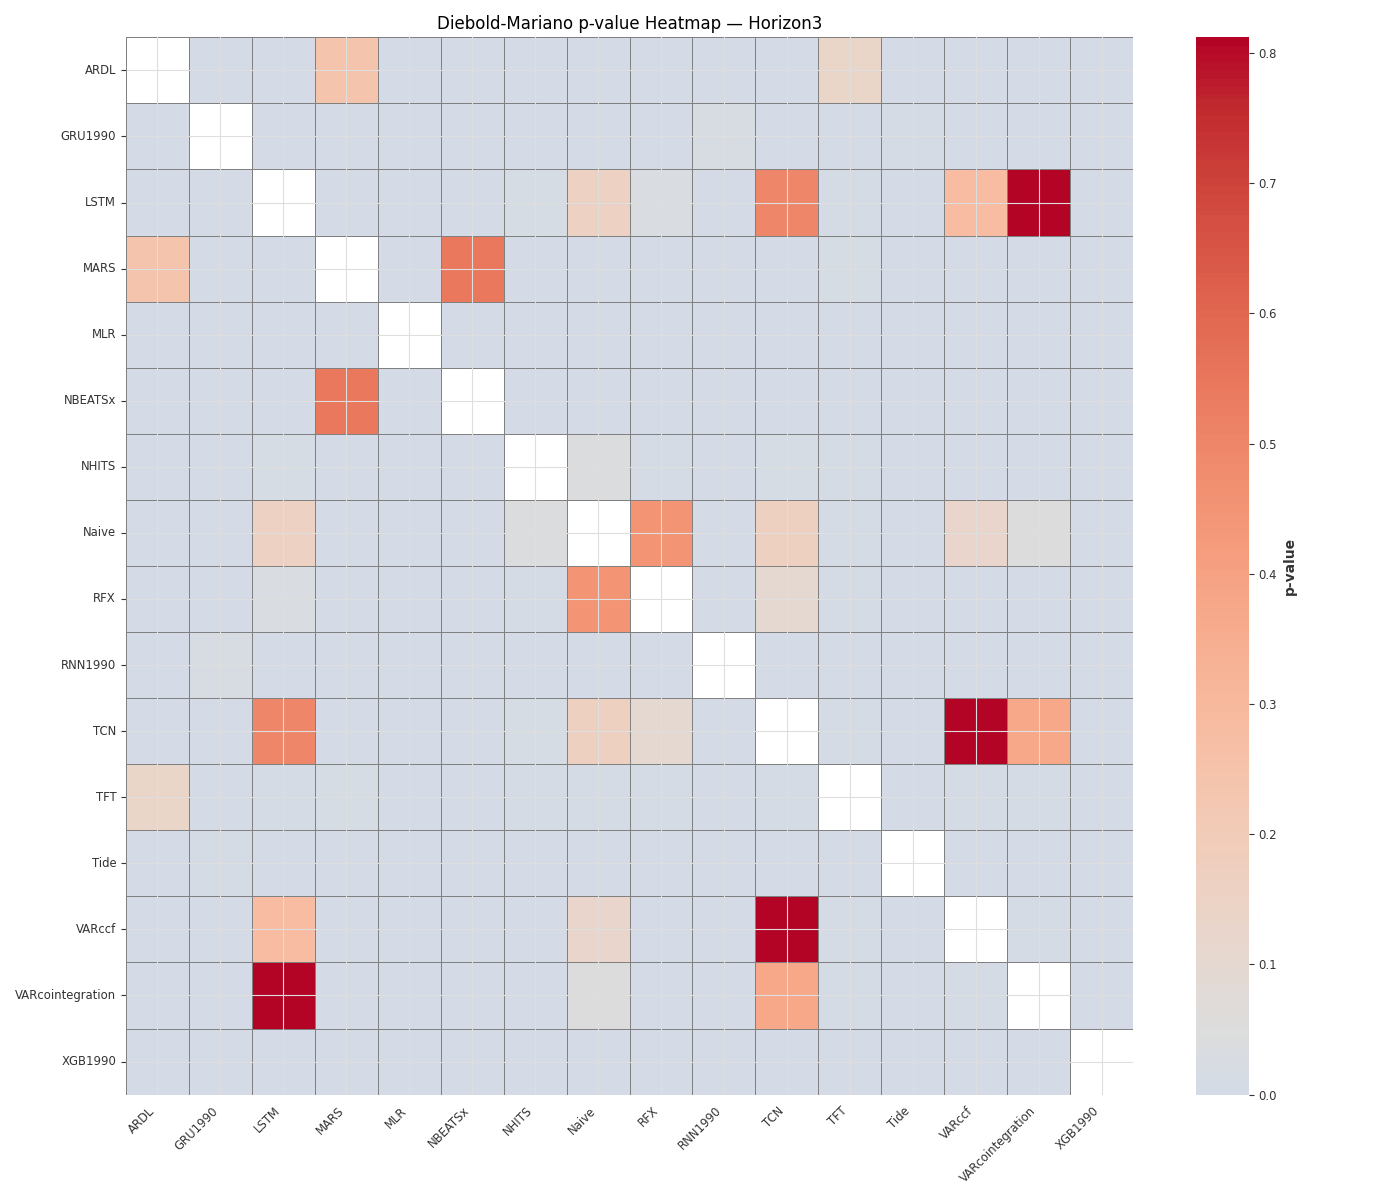 Diebold-Mariano p-value Heatmap — Horizon3
ARDL
GRU1990
LSTM
MARS
MLR
NBEATSx
NHITS
Naive
RFX
RNN1990
TCN
TFT
Tide
VARccf
VARcointegration
XGB1990
ARDL
GRU1990
LSTM
MARS
MLR
NBEATSx
NHITS
Naive
RFX
RNN1990
TCN
TFT
Tide
VARccf
VARcointegration
XGB1990
0.8
0.7
0.6
0.5
0.4
0.3
0.2
0.1
0.0
p-value